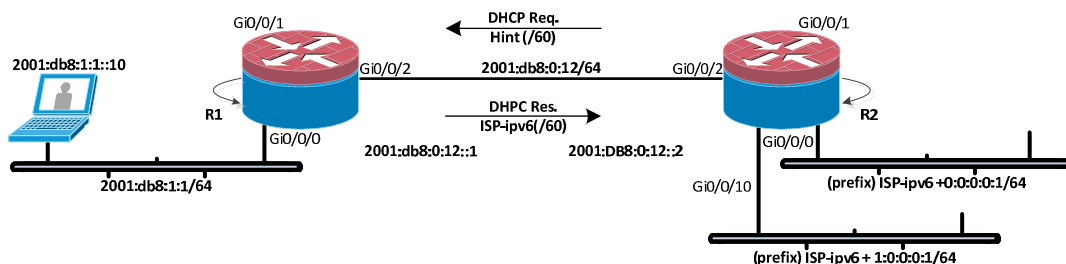 Gi0/0/1
DHCP Req.
Hint (/60)
Gi0/0/1
2001:db8:1:1::10
Gi0/0/2
2001:db8:0:12/64
Gi0/0/2
R1
DHPC Res.
ISP-ipv6(/60)
R2
Gi0/0/0
2001:db8:0:12::1
2001:DB8:0:12::2
Gi0/0/0
2001:db8:1:1/64
Gi0/0/10
(prefix) ISP-ipv6 +0:0:0:0:1/64
(prefix) ISP-ipv6 + 1:0:0:0:1/64